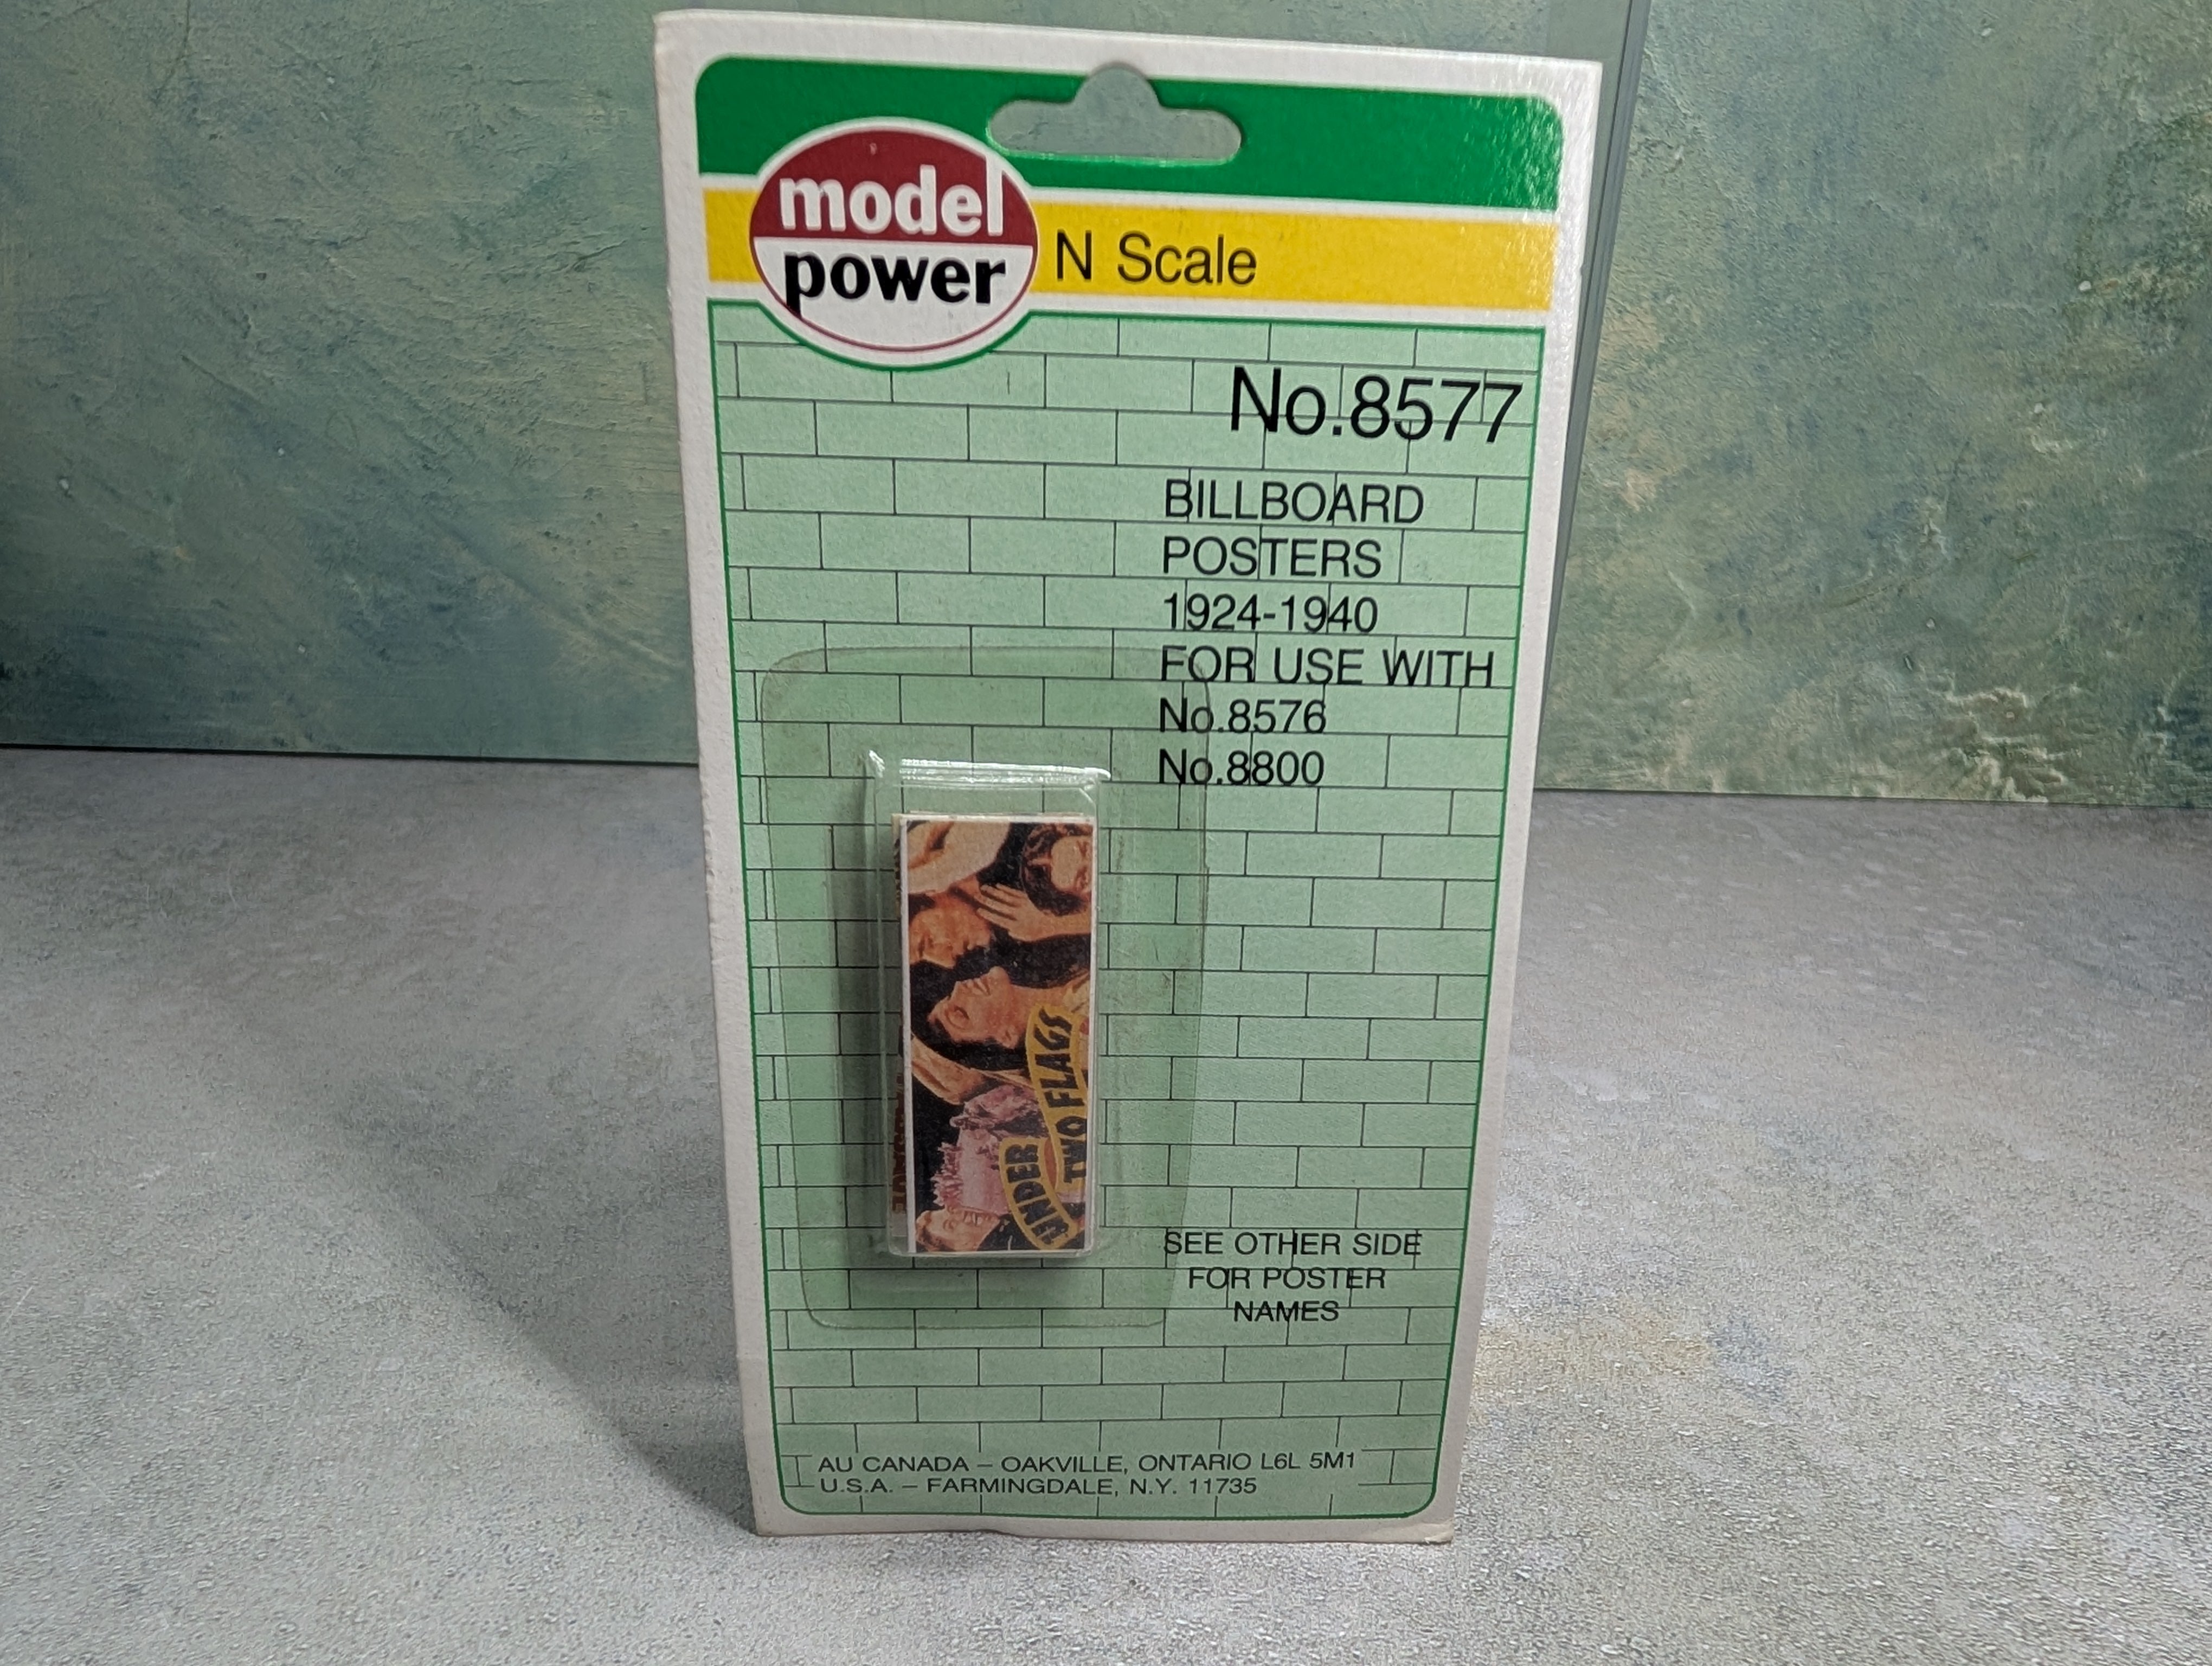 model
power
N Scale
No.8577
BILLBOARD
POSTERS
1924-1940
FOR USE WITH
No.8576
No.8800
UNDER
TWO FLAGS
SEE OTHER SIDE
FOR POSTER
NAMES
AU CANADA – OAKVILLE, ONTARIO L6L 5M1
U.S.A. – FARMINGDALE, N.Y. 11735